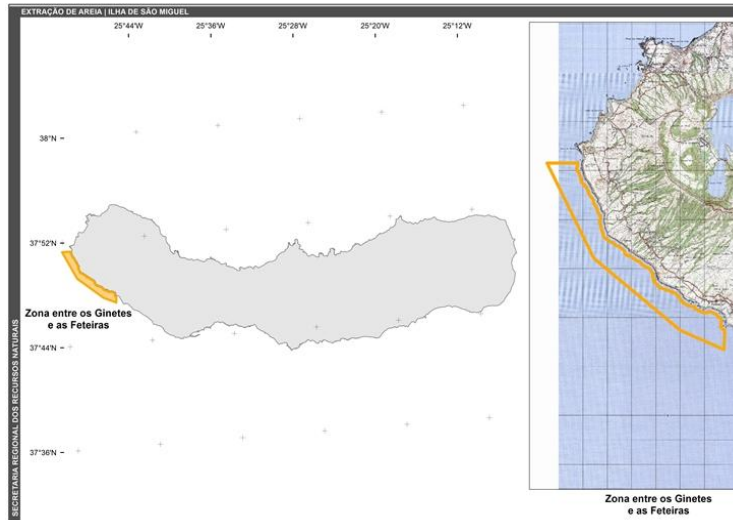 EXTRAÇÃO DE AREIA | ILHA DE SÃO MIGUEL
25°44'W 25°36'W 25°28'W 25°20'W 25°12'W
38°N
37°52'N
Zona entre os Ginetes
e as Feteiras
37°44'N
37°36'N
SECRETARIA REGIONAL DOS RECURSOS NATURAIS
Zona entre os Ginetes
e as Feteiras